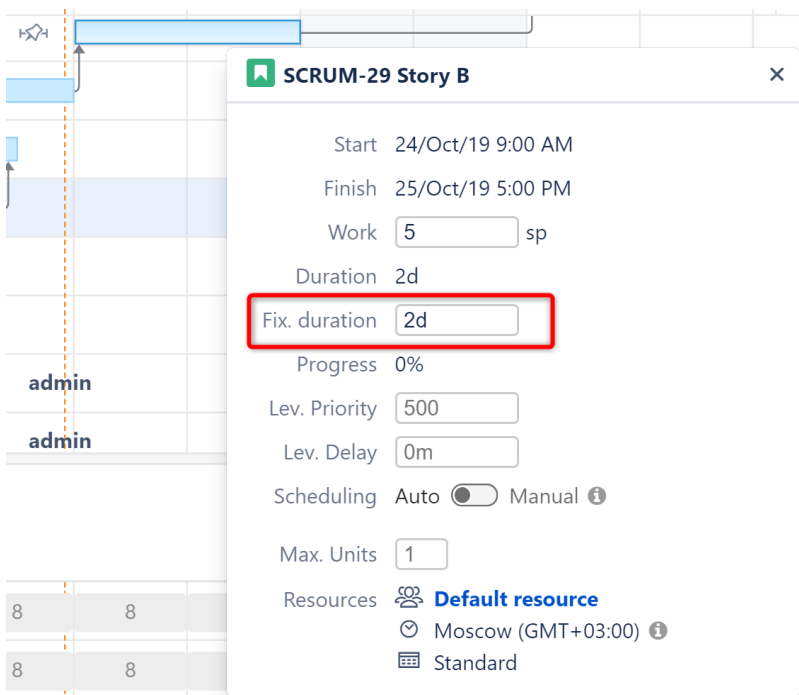 SCRUM-29 Story B
Start 24/Oct/19 9:00 AM
Finish 25/Oct/19 5:00 PM
Work 5 sp
Duration 2d
Fix. duration 2d
Progress 0%
admin
Lev. Priority 500
admin
Lev. Delay 0m
Scheduling Auto Manual
Max. Units 1
Resources Default resource
8 8
Moscow (GMT+03:00)
Standard
8 8